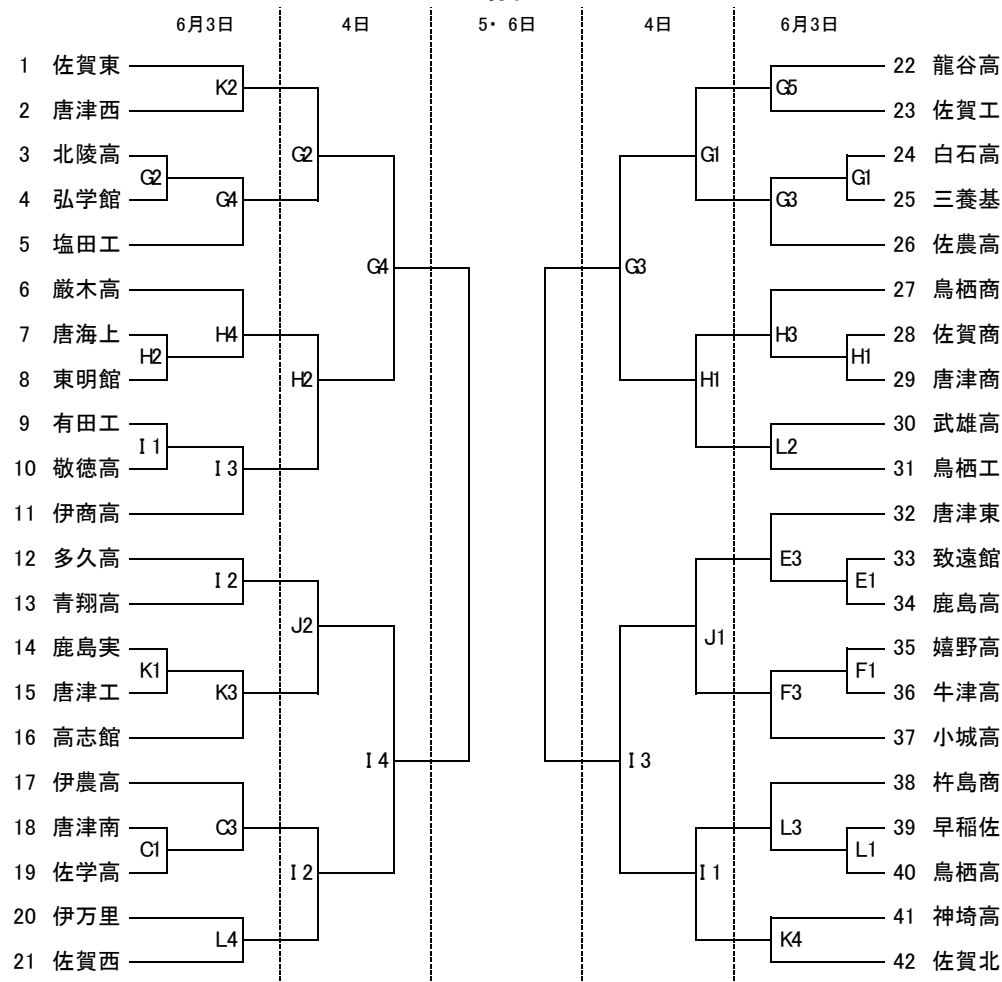 6月3日 4日 5・6日 4日 6月3日
1 佐賀東 22 龍谷高
K2 G5
2 唐津西 23 佐賀工
3 北陵高 G2 G1 24 白石高
G2 G1
4 弘学館 G4 G3 25 三養基
5 塩田工 26 佐農高
G4 G3
6 厳木高 27 鳥栖商
7 唐海上 H4 H3 28 佐賀商
H2 H1
8 東明館 H2 H1 29 唐津商
9 有田工 30 武雄高
I1 L2
10 敬徳高 I3 31 鳥栖工
11 伊商高 32 唐津東
12 多久高 33 致遠館
I2 E3 E1
13 青翔高 34 鹿島高
J2 J1
14 鹿島実 35 嬉野高
K1 F1
15 唐津工 K3 F3 36 牛津高
16 高志館 37 小城高
I4 I3
17 伊農高 38 杵島商
18 唐津南 C3 L3 39 早稲佐
C1 L1
19 佐学高 I2 I1 40 鳥栖高
20 伊万里 41 神埼高
L4 K4
21 佐賀西 42 佐賀北